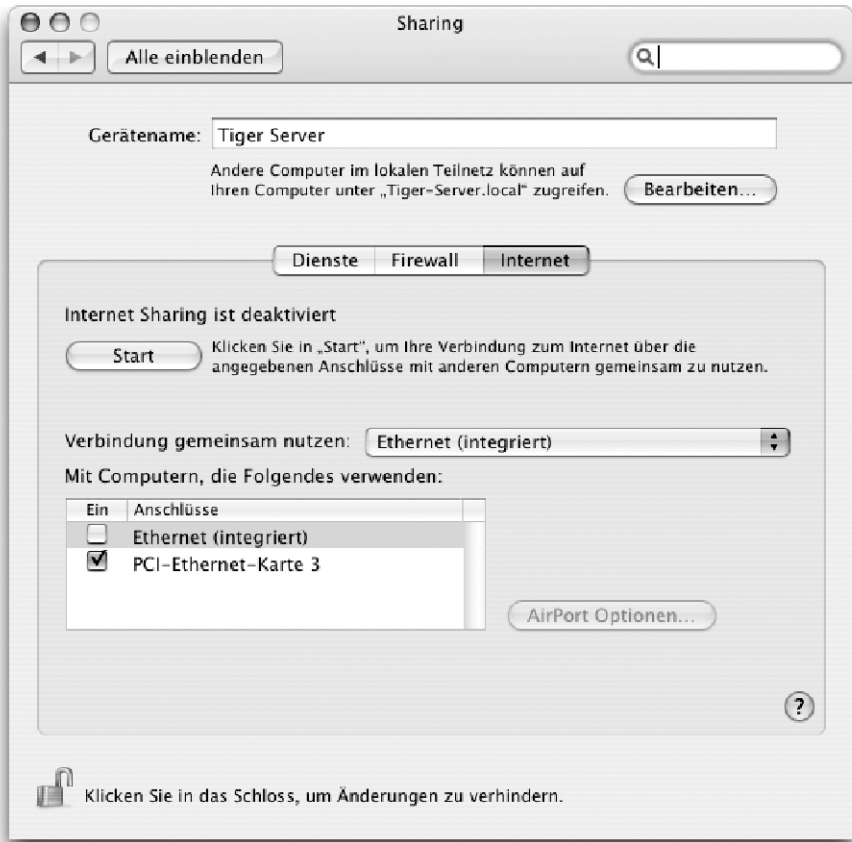 Sharing
Alle einblenden
Gerätename: Tiger Server
Andere Computer im lokalen Teilnetz können auf
Ihren Computer unter „Tiger-Server.local“ zugreifen.
Bearbeiten...
Dienste Firewall Internet
Internet Sharing ist deaktiviert
Start
Klicken Sie in „Start“, um Ihre Verbindung zum Internet über die
angegebenen Anschlüsse mit anderen Computern gemeinsam zu nutzen.
Verbindung gemeinsam nutzen: Ethernet (integriert)
Mit Computern, die Folgendes verwenden:
Ein Anschlüsse
Ethernet (integriert)
PCI-Ethernet-Karte 3
AirPort Optionen...
?
Klicken Sie in das Schloss, um Änderungen zu verhindern.